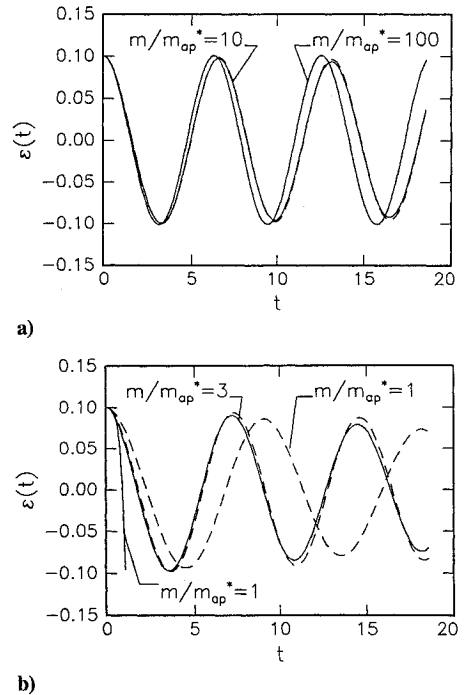 0.15
m/m_ap*=10
m/m_ap*=100
0.10
0.05
0.00
-0.05
-0.10
-0.15
ε(t)
0 5 10 15 20
t
a)
0.15
m/m_ap*=3
m/m_ap*=1
0.10
0.05
0.00
-0.05
-0.10
m/m_ap*=1
-0.15
ε(t)
0 5 10 15 20
t
b)